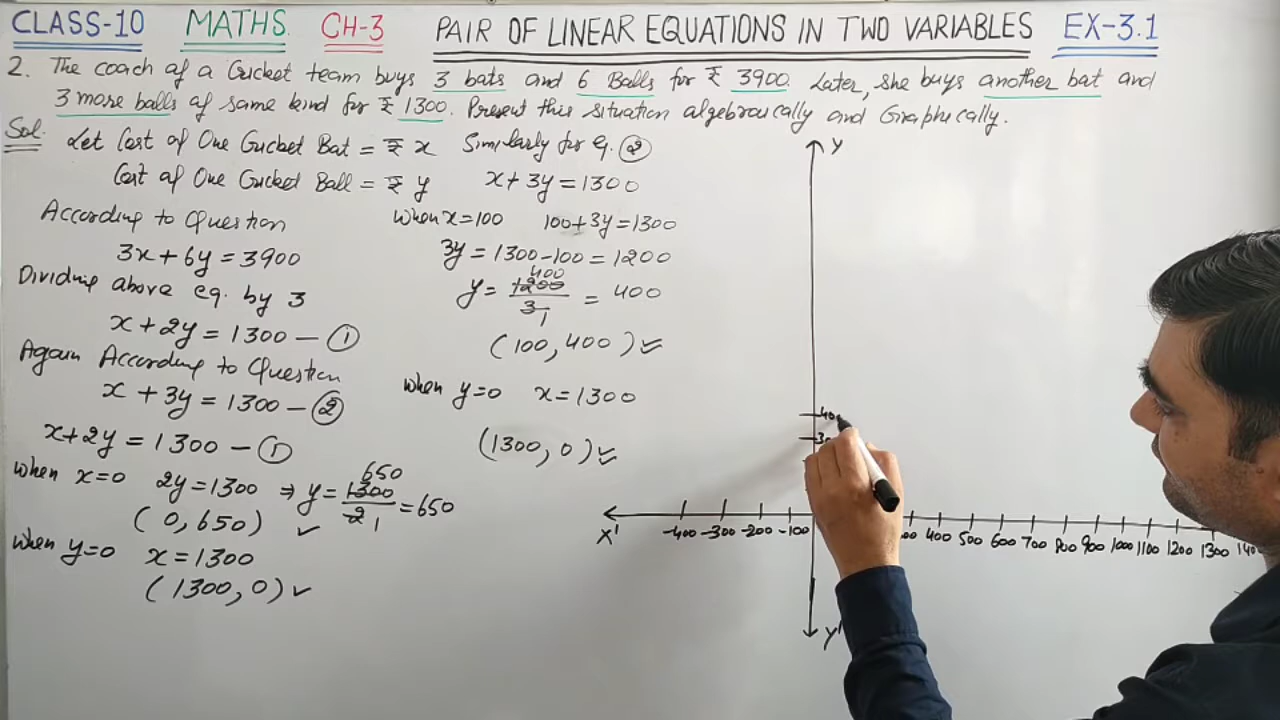 CLASS-10 MATHS. CH-3 PAIR OF LINEAR EQUATIONS IN TWO VARIABLES EX-3.1
2. The coach of a Cricket team buys 3 bats and 6 Balls for ₹ 3900. Later, she buys another bat and
3 more balls of same kind for ₹ 1300. Present this situation algebraically and Graphically.
Sol. Let Cost of One Cricket Bat = ₹ x
Cost of One Cricket Ball = ₹ y
According to Question
3x + 6y = 3900
Dividing above eq. by 3
x + 2y = 1300 — ①
Again According to Question
x + 3y = 1300 — ②
x + 2y = 1300 — ①
when x=0 2y = 1300 ⇒ y = 1300/2 = 650
650
1
(0, 650) ✓
when y=0 x = 1300
(1300, 0) ✓
Similarly for eq. ②
x + 3y = 1300
when x=100 100+3y = 1300
3y = 1300-100 = 1200
400
y = 1200/3 = 400
1
(100, 400) ✓
when y=0 x = 1300
(1300, 0) ✓
Y
400
X' -400 -300 -200 -100 400 500 600 700 800 900 1000 1100 1200 1300
Y'